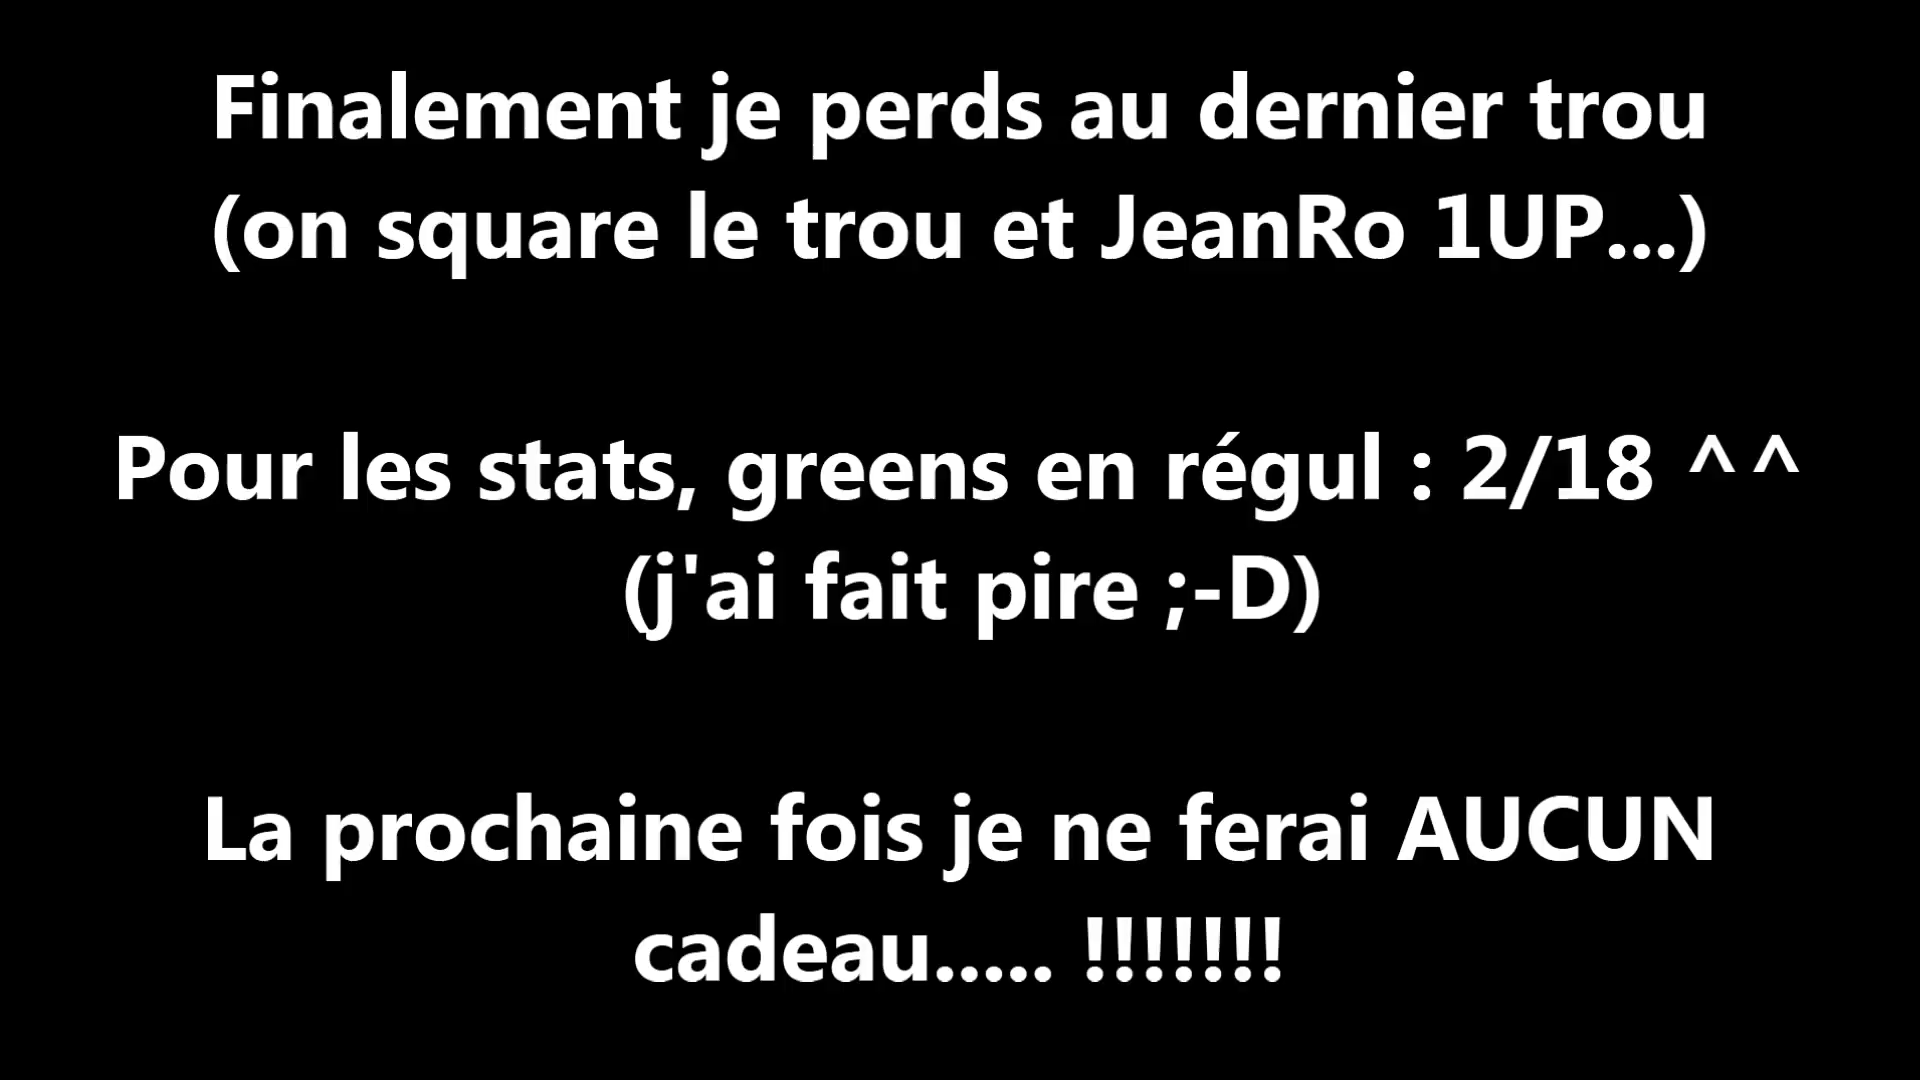 Finalement je perds au dernier trou
(on square le trou et JeanRo 1UP...)
Pour les stats, greens en régul : 2/18 ^^
(j'ai fait pire ;-D)
La prochaine fois je ne ferai AUCUN
cadeau..... !!!!!!!